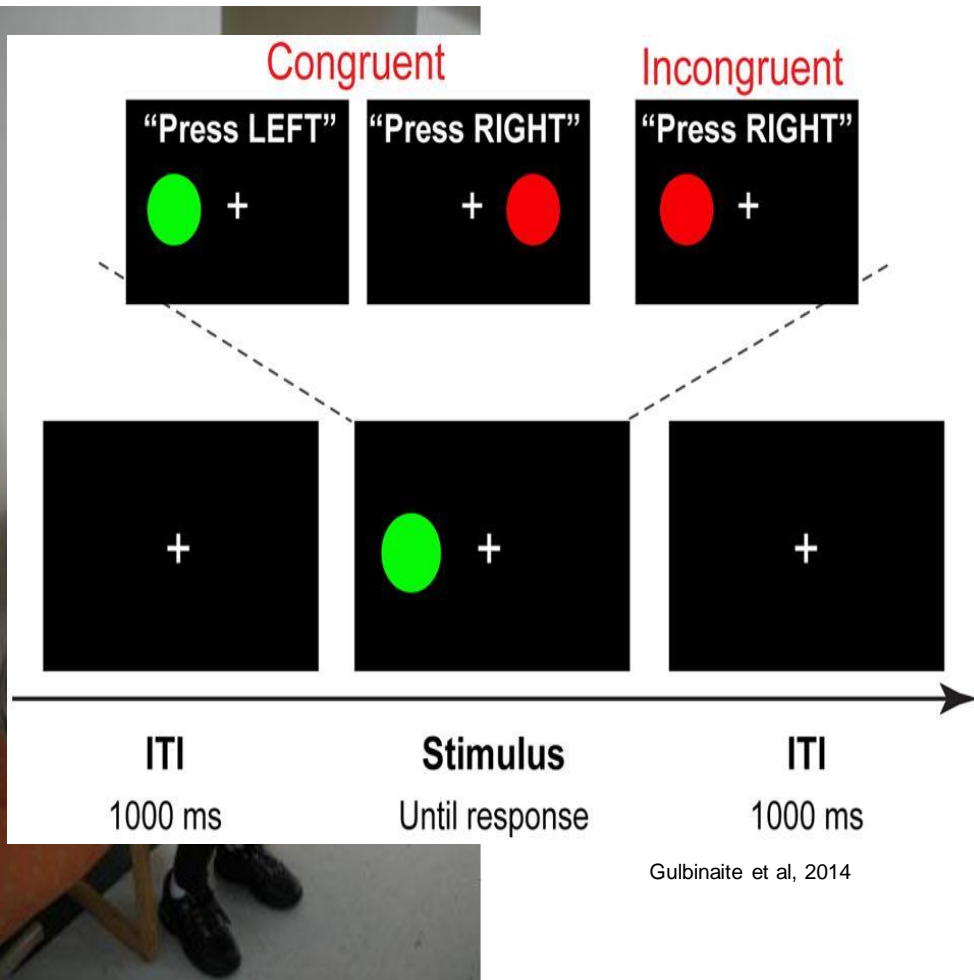 Congruent
Incongruent
“Press LEFT”
“Press RIGHT”
“Press RIGHT”
+
+
+
+
+
+
ITI
Stimulus
ITI
1000 ms
Until response
1000 ms
Gulbinaite et al, 2014